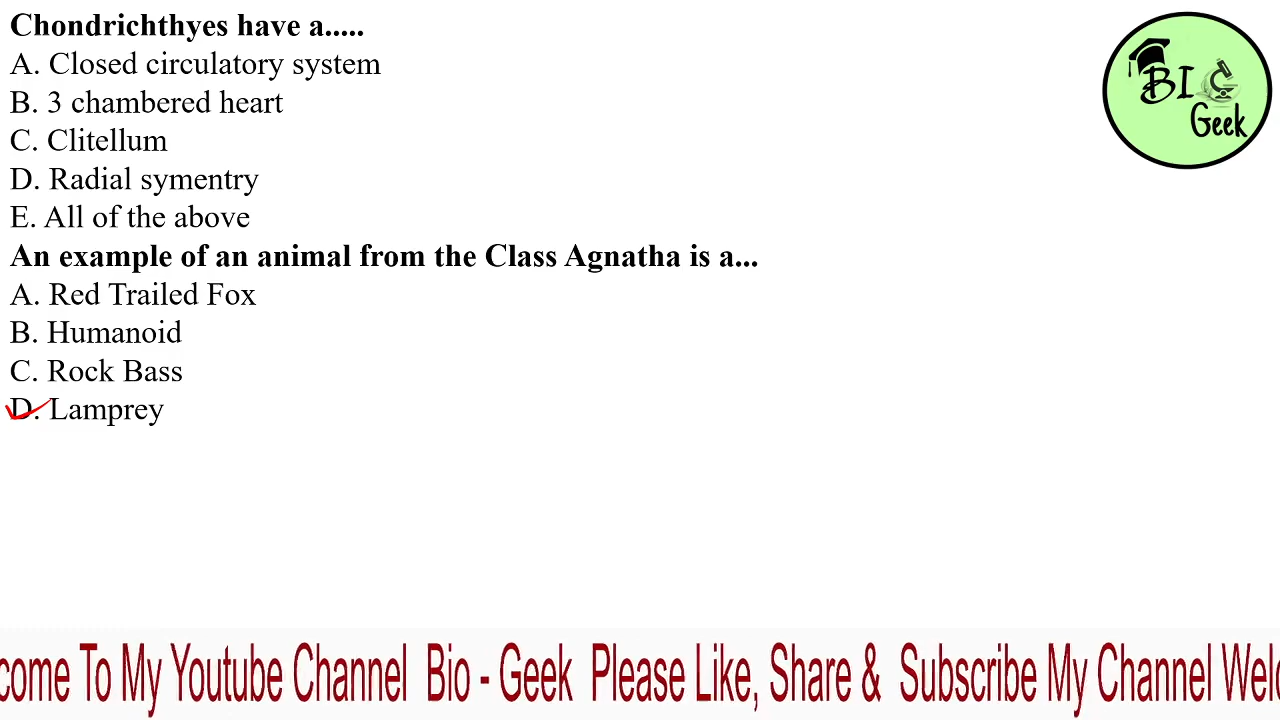 Chondrichthyes have a.....
A. Closed circulatory system
B. 3 chambered heart
C. Clitellum
D. Radial symentry
E. All of the above
An example of an animal from the Class Agnatha is a...
A. Red Trailed Fox
B. Humanoid
C. Rock Bass
D. Lamprey
BIO
Geek
come To My Youtube Channel Bio - Geek Please Like, Share & Subscribe My Channel Welc